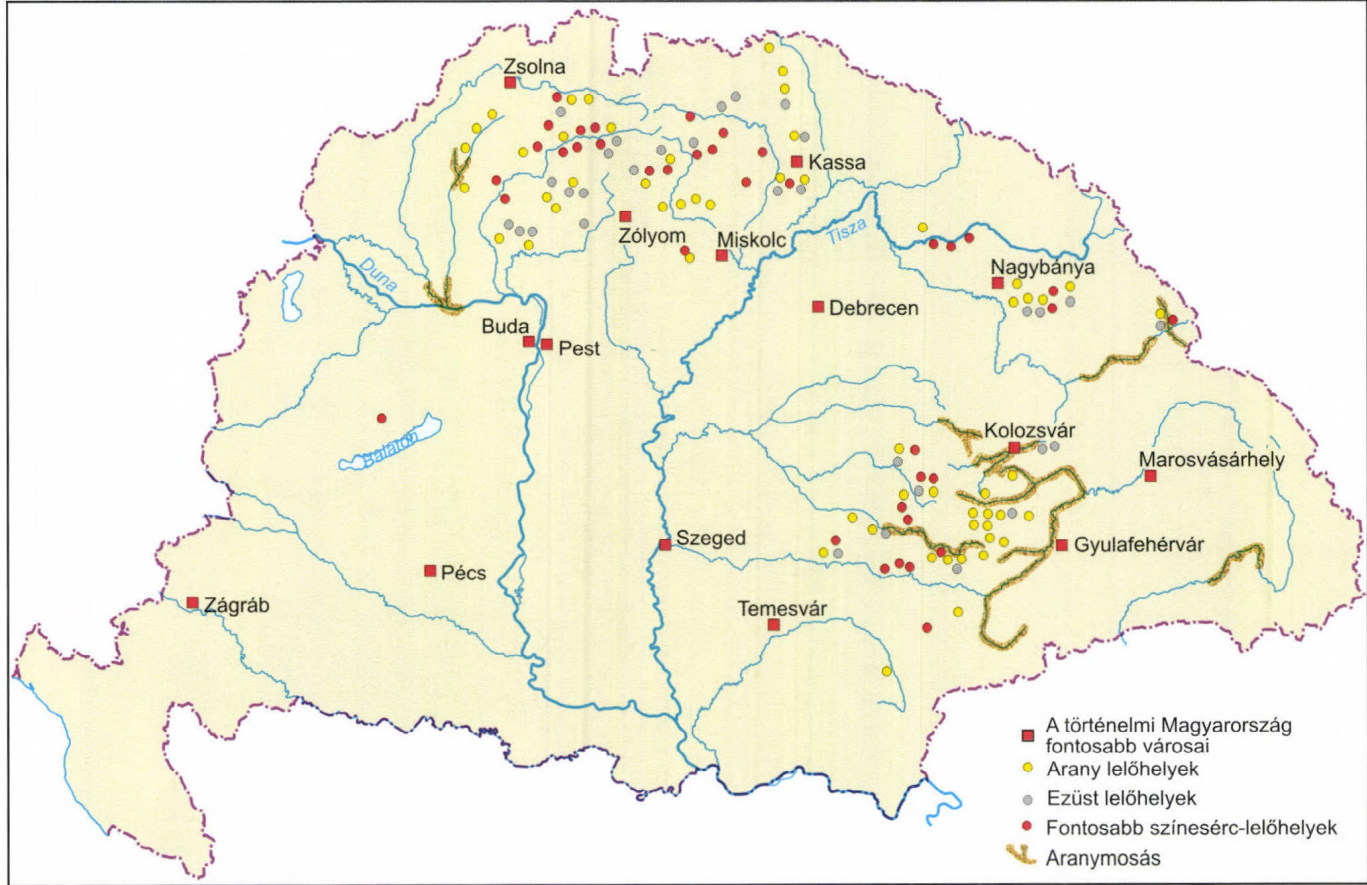 Zsolna
Kassa
Zólyom
Miskolc
Tisza
Nagybánya
Duna
Debrecen
Buda
Pest
Kolozsvár
Balaton
Marosvásárhely
Szeged
Gyulafehérvár
Pécs
Zágráb
Temesvár
A történelmi Magyarország
fontosabb városai
Arany lelőhelyek
Ezüst lelőhelyek
Fontosabb színesérc-lelőhelyek
Aranymosás